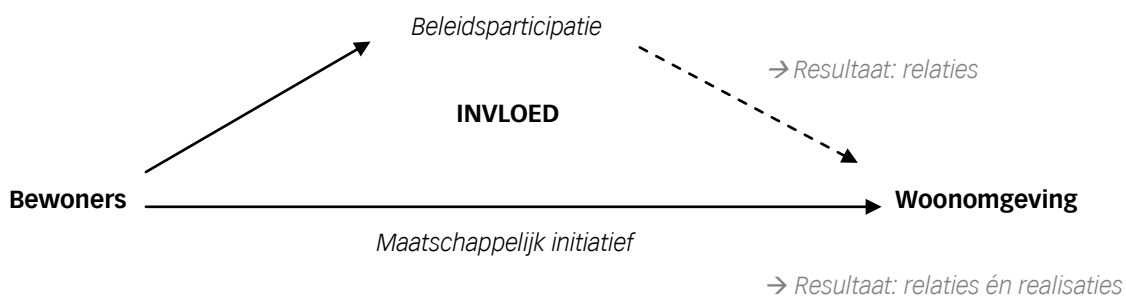 Beleidsparticipatie
→ Resultaat: relaties
INVLOED
Bewoners
Woonomgeving
Maatschappelijk initiatief
→ Resultaat: relaties én realisaties